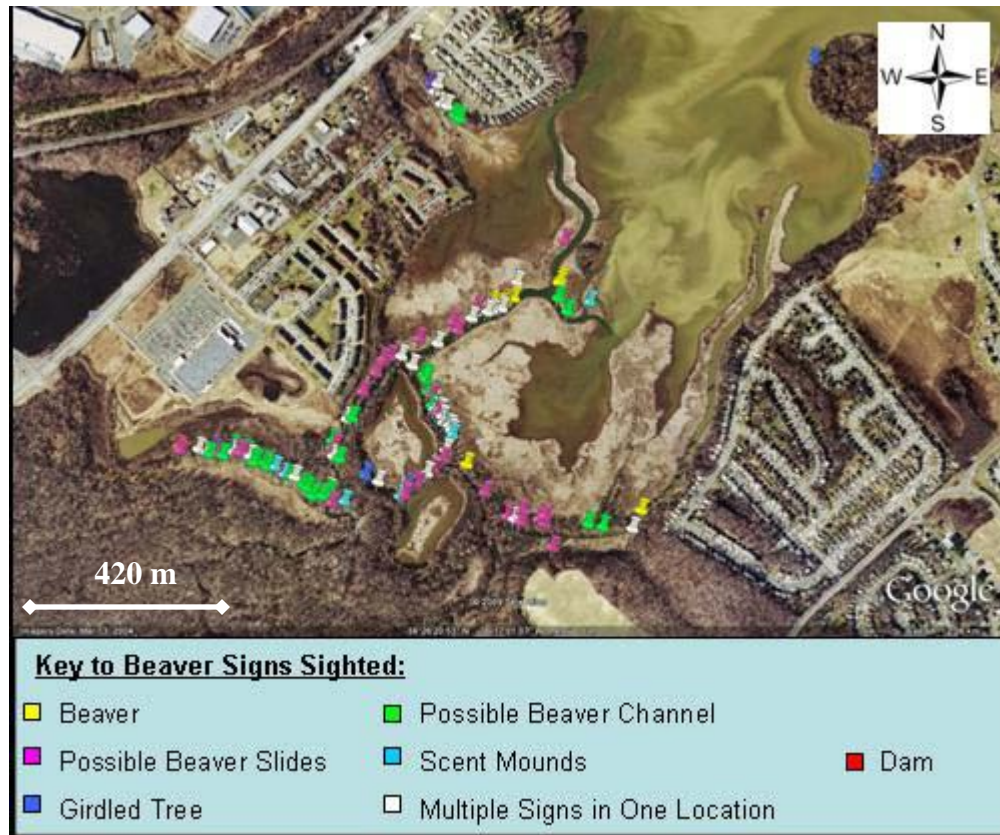 N
W E
S
420 m
Google
Key to Beaver Signs Sighted:
Beaver
Possible Beaver Channel
Possible Beaver Slides
Scent Mounds
Dam
Girdled Tree
Multiple Signs in One Location